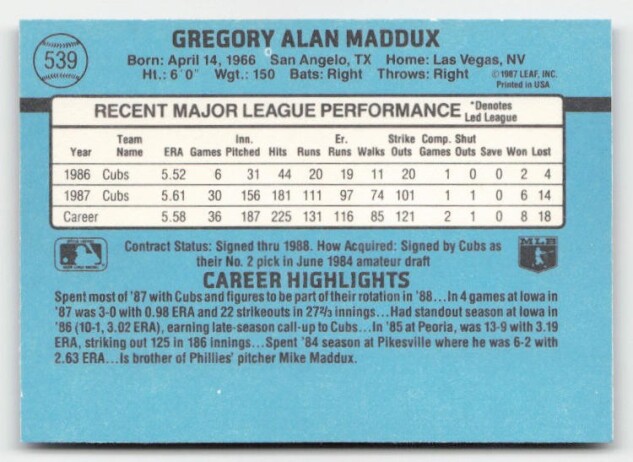 539
GREGORY ALAN MADDUX
Born: April 14, 1966 San Angelo, TX Home: Las Vegas, NV
Ht.: 6´0˝ Wgt.: 150 Bats: Right Throws: Right
©1987 LEAF, INC.
Printed in USA
RECENT MAJOR LEAGUE PERFORMANCE *Denotes
Led League
Year Team Name ERA Games Inn. Pitched Hits Runs Er. Runs Walks Strike Outs Comp. Games Shut Outs Save Won Lost
1986 Cubs 5.52 6 31 44 20 19 11 20 1 0 0 2 4
1987 Cubs 5.61 30 156 181 111 97 74 101 1 1 0 6 14
Career 5.58 36 187 225 131 116 85 121 2 1 0 8 18
Contract Status: Signed thru 1988. How Acquired: Signed by Cubs as
their No. 2 pick in June 1984 amateur draft
MLB
CAREER HIGHLIGHTS
Spent most of '87 with Cubs and figures to be part of their rotation in '88...In 4 games at Iowa in
'87 was 3-0 with 0.98 ERA and 22 strikeouts in 27⅔ innings...Had standout season at Iowa in
'86 (10-1, 3.02 ERA), earning late-season call-up to Cubs...In '85 at Peoria, was 13-9 with 3.19
ERA, striking out 125 in 186 innings...Spent '84 season at Pikesville where he was 6-2 with
2.63 ERA...Is brother of Phillies' pitcher Mike Maddux.